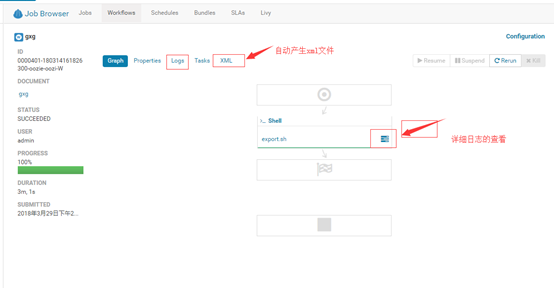 Job Browser Jobs Workflows Schedules Bundles SLAs Livy
gxg Configuration
ID
0000401-180314161826
300-oozie-oozi-W
DOCUMENT
gxg
STATUS
SUCCEEDED
USER
admin
PROGRESS
100%
DURATION
3m, 1s
SUBMITTED
2018年3月29日下午2...
自动产生xml文件
Graph Properties Logs Tasks XML
Resume Suspend Rerun Kill
Shell
export.sh
详细日志的查看